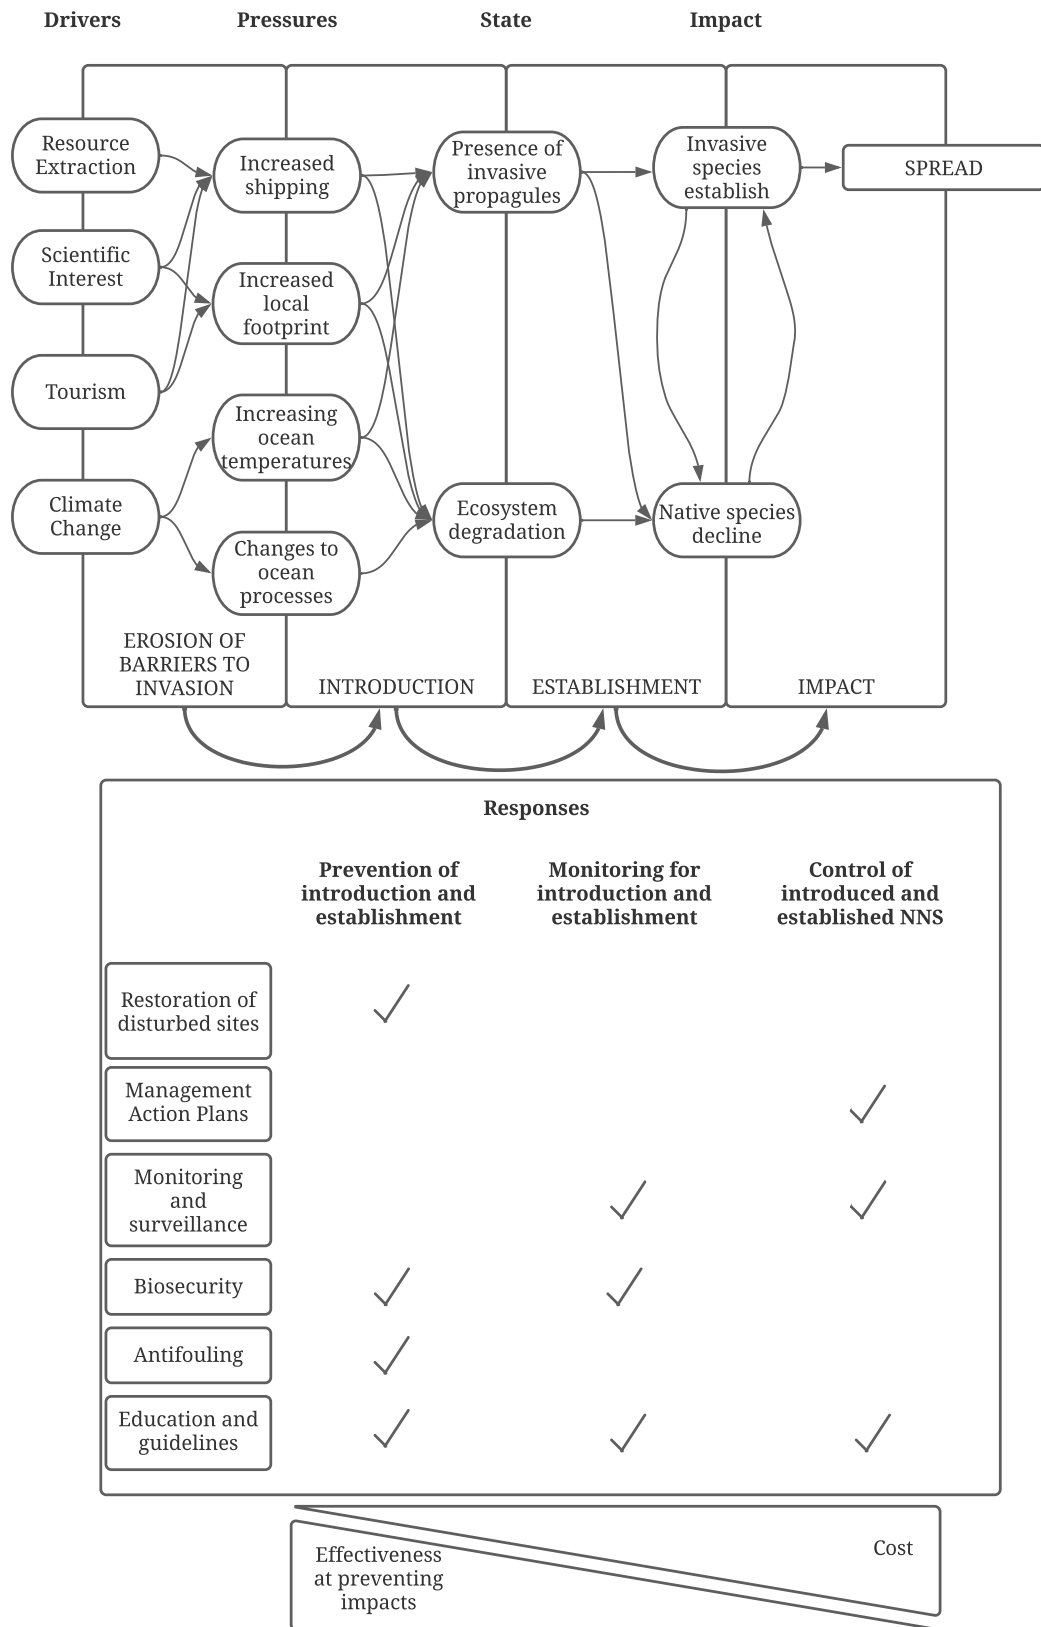 Drivers
Pressures
State
Impact
Resource
Extraction
Scientific
Interest
Tourism
Climate
Change
Increased
shipping
Increased
local
footprint
Increasing
ocean
temperatures
Changes to
ocean
processes
Presence of
invasive
propagules
Ecosystem
degradation
Invasive
species
establish
Native species
decline
SPREAD
EROSION OF
BARRIERS TO
INVASION
INTRODUCTION
ESTABLISHMENT
IMPACT
Responses
Prevention of
introduction and
establishment
Monitoring for
introduction and
establishment
Control of
introduced and
established NNS
Restoration of
disturbed sites
Management
Action Plans
Monitoring
and
surveillance
Biosecurity
Antifouling
Education and
guidelines
Effectiveness
at preventing
impacts
Cost